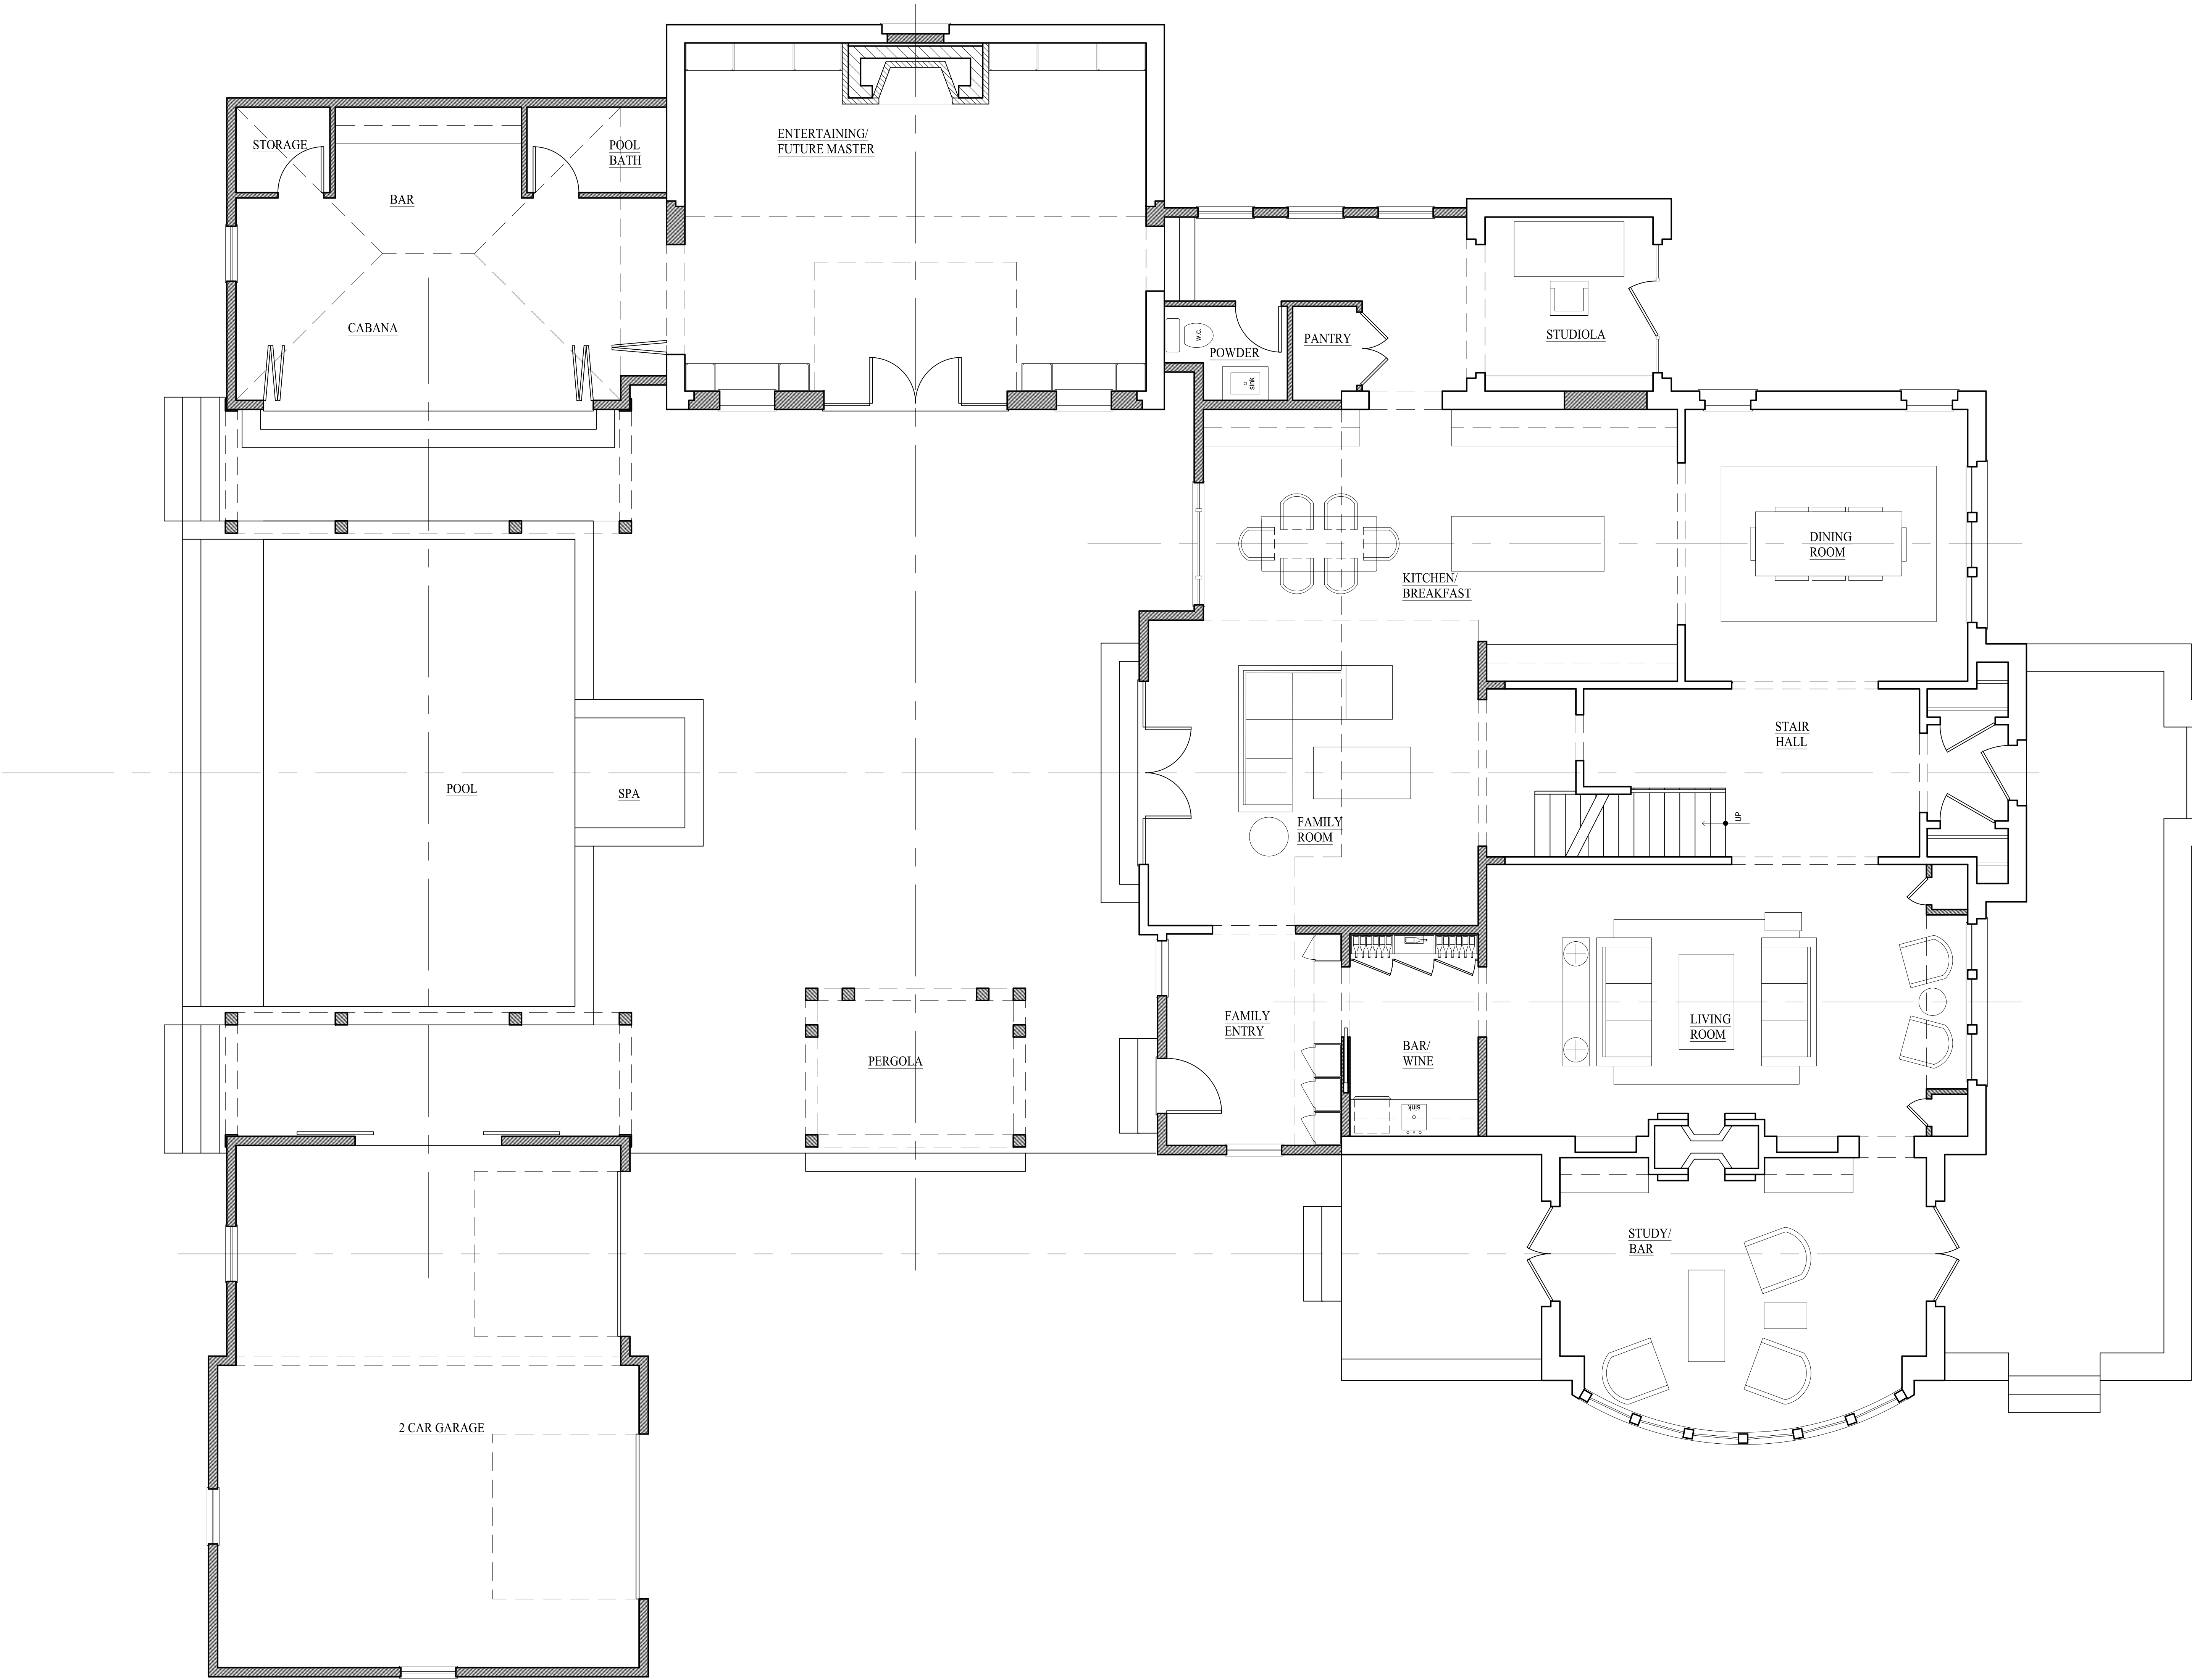 ENTERTAINING/
FUTURE MASTER
STORAGE
POOL
BATH
BAR
CABANA
W.C.
POWDER
sink
PANTRY
STUDIOLA
DINING
ROOM
KITCHEN/
BREAKFAST
STAIR
HALL
POOL
SPA
FAMILY
ROOM
UP
FAMILY
ENTRY
BAR/
WINE
sink
LIVING
ROOM
PERGOLA
STUDY/
BAR
2 CAR GARAGE